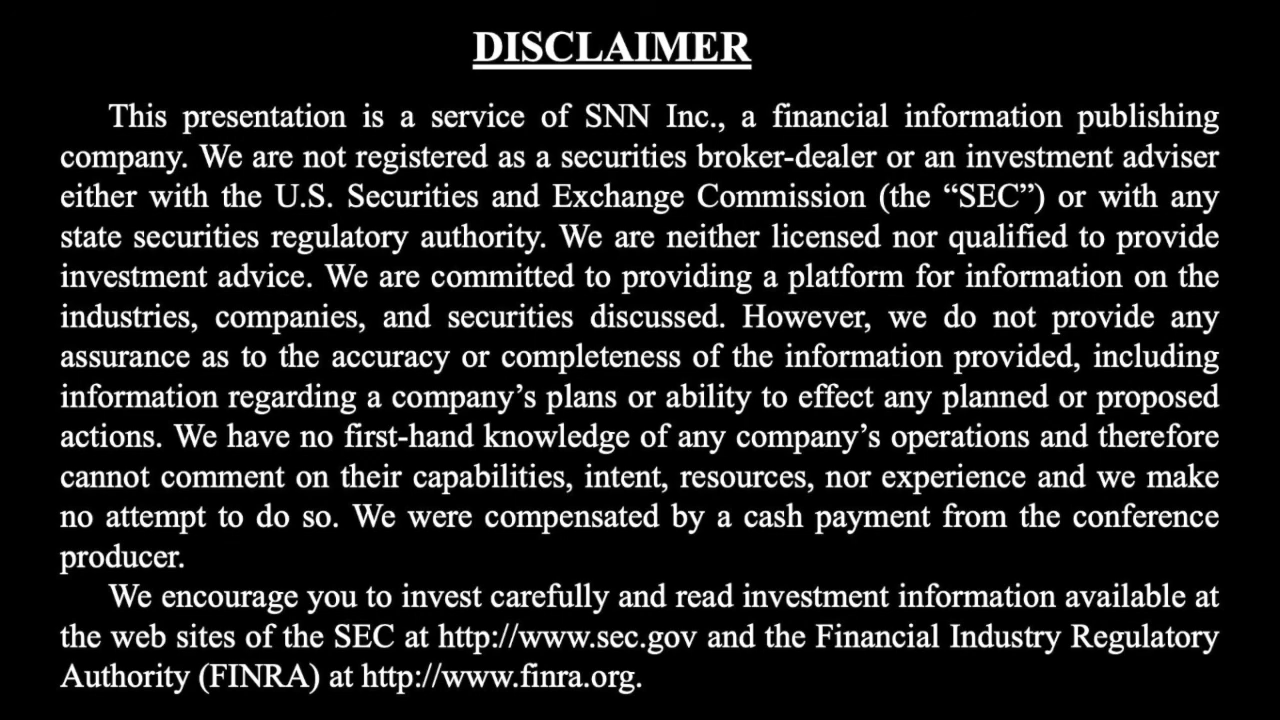 DISCLAIMER
This presentation is a service of SNN Inc., a financial information publishing
company. We are not registered as a securities broker-dealer or an investment adviser
either with the U.S. Securities and Exchange Commission (the “SEC”) or with any
state securities regulatory authority. We are neither licensed nor qualified to provide
investment advice. We are committed to providing a platform for information on the
industries, companies, and securities discussed. However, we do not provide any
assurance as to the accuracy or completeness of the information provided, including
information regarding a company’s plans or ability to effect any planned or proposed
actions. We have no first-hand knowledge of any company’s operations and therefore
cannot comment on their capabilities, intent, resources, nor experience and we make
no attempt to do so. We were compensated by a cash payment from the conference
producer.
We encourage you to invest carefully and read investment information available at
the web sites of the SEC at http://www.sec.gov and the Financial Industry Regulatory
Authority (FINRA) at http://www.finra.org.